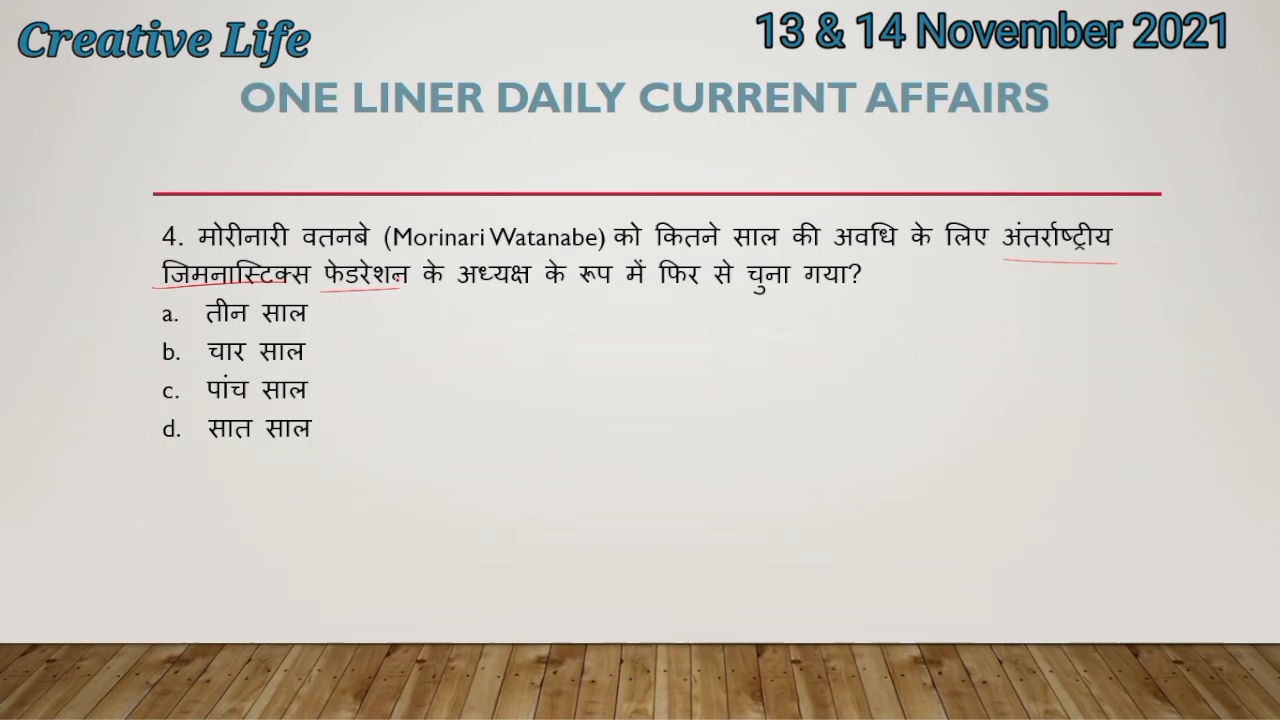 Creative Life
13 & 14 November 2021
ONE LINER DAILY CURRENT AFFAIRS
4. मोरीनारी वतनबे (Morinari Watanabe) को कितने साल की अवधि के लिए अंतर्राष्ट्रीय
जिमनास्टिक्स फेडरेशन के अध्यक्ष के रूप में फिर से चुना गया?
a. तीन साल
b. चार साल
c. पांच साल
d. सात साल